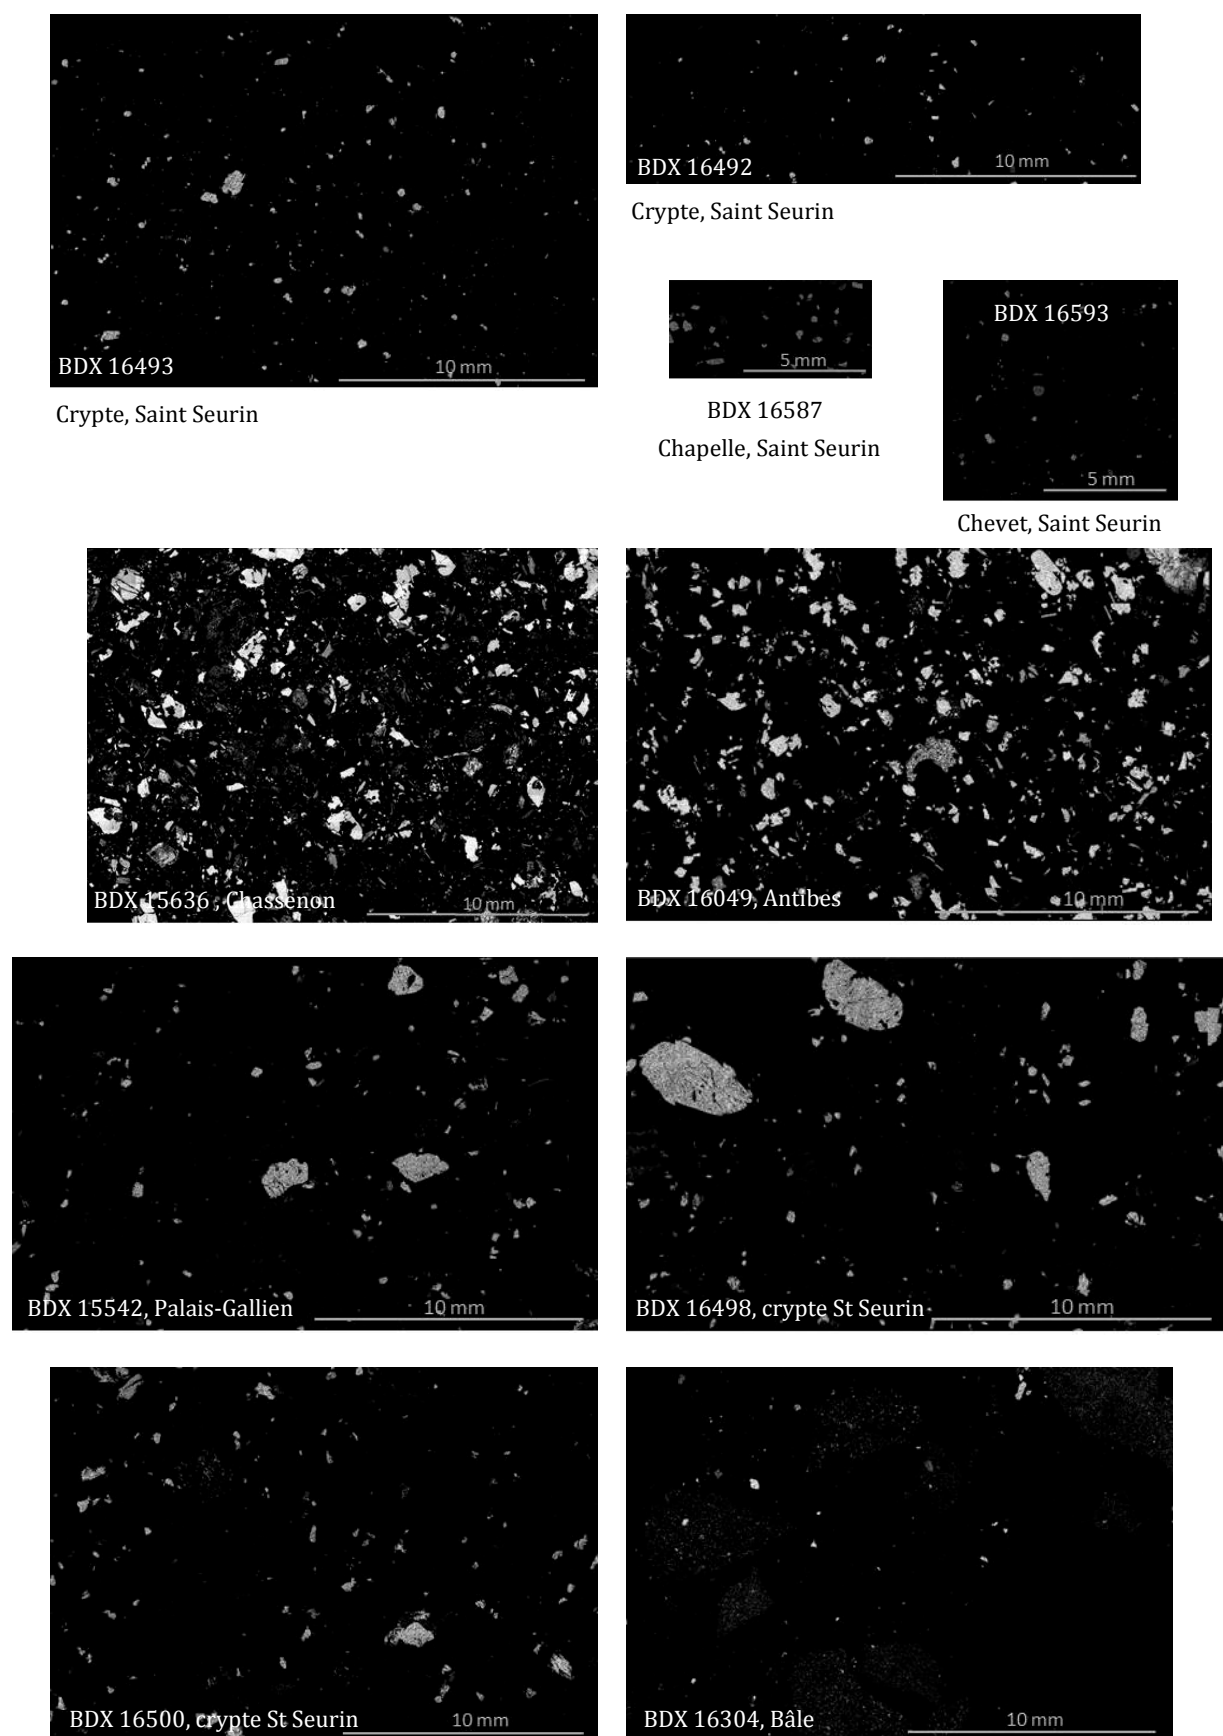 BDX 16493
10 mm
Crypte, Saint Seurin
BDX 16492
10 mm
Crypte, Saint Seurin
5 mm
BDX 16587
Chapelle, Saint Seurin
BDX 16593
5 mm
Chevet, Saint Seurin
BDX 15636 , Chassenon
10 mm
BDX 16049, Antibes
10 mm
BDX 15542, Palais-Gallien
10 mm
BDX 16498, crypte St Seurin
10 mm
BDX 16500, crypte St Seurin
10 mm
BDX 16304, Bâle
10 mm